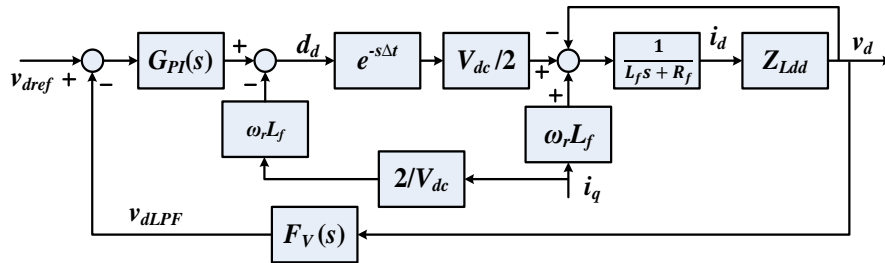 v_dref + −
G_PI(s)
+ −
d_d
e^{-sΔt}
V_dc/2
− + +
1
L_f s + R_f
i_d
Z_Ldd
v_d
ω_r L_f
ω_r L_f
2/V_dc
i_q
v_dLPF
F_V(s)